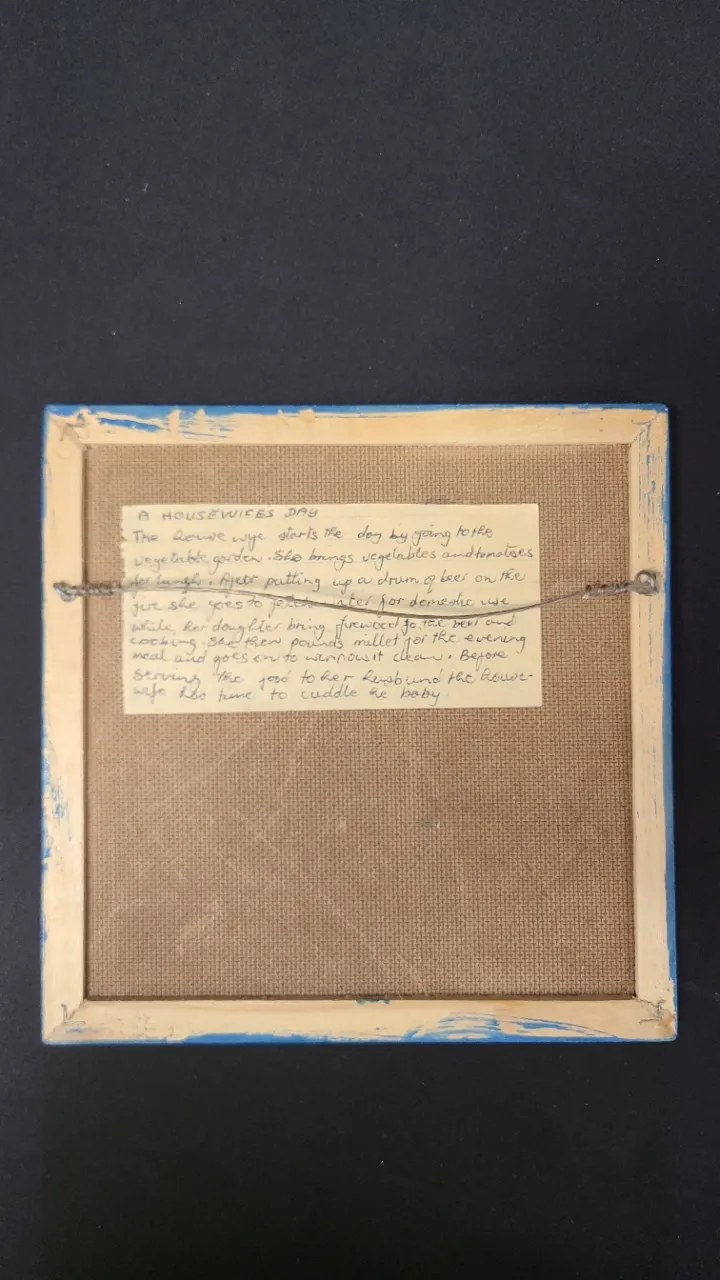 A HOUSEWIFES DAY
The house wife starts the day by going to the
vegetable garden. She brings vegetables and tomatoes
for lunch. After putting up a drum of beer on the
fire she goes to fetch water for domestic use
while her daughter bring firewood to the beer and
cooking. She then pounds millet for the evening
meal and goes on to winnow it clean. Before
serving the food to her husband the house-
wife has time to cuddle the baby.